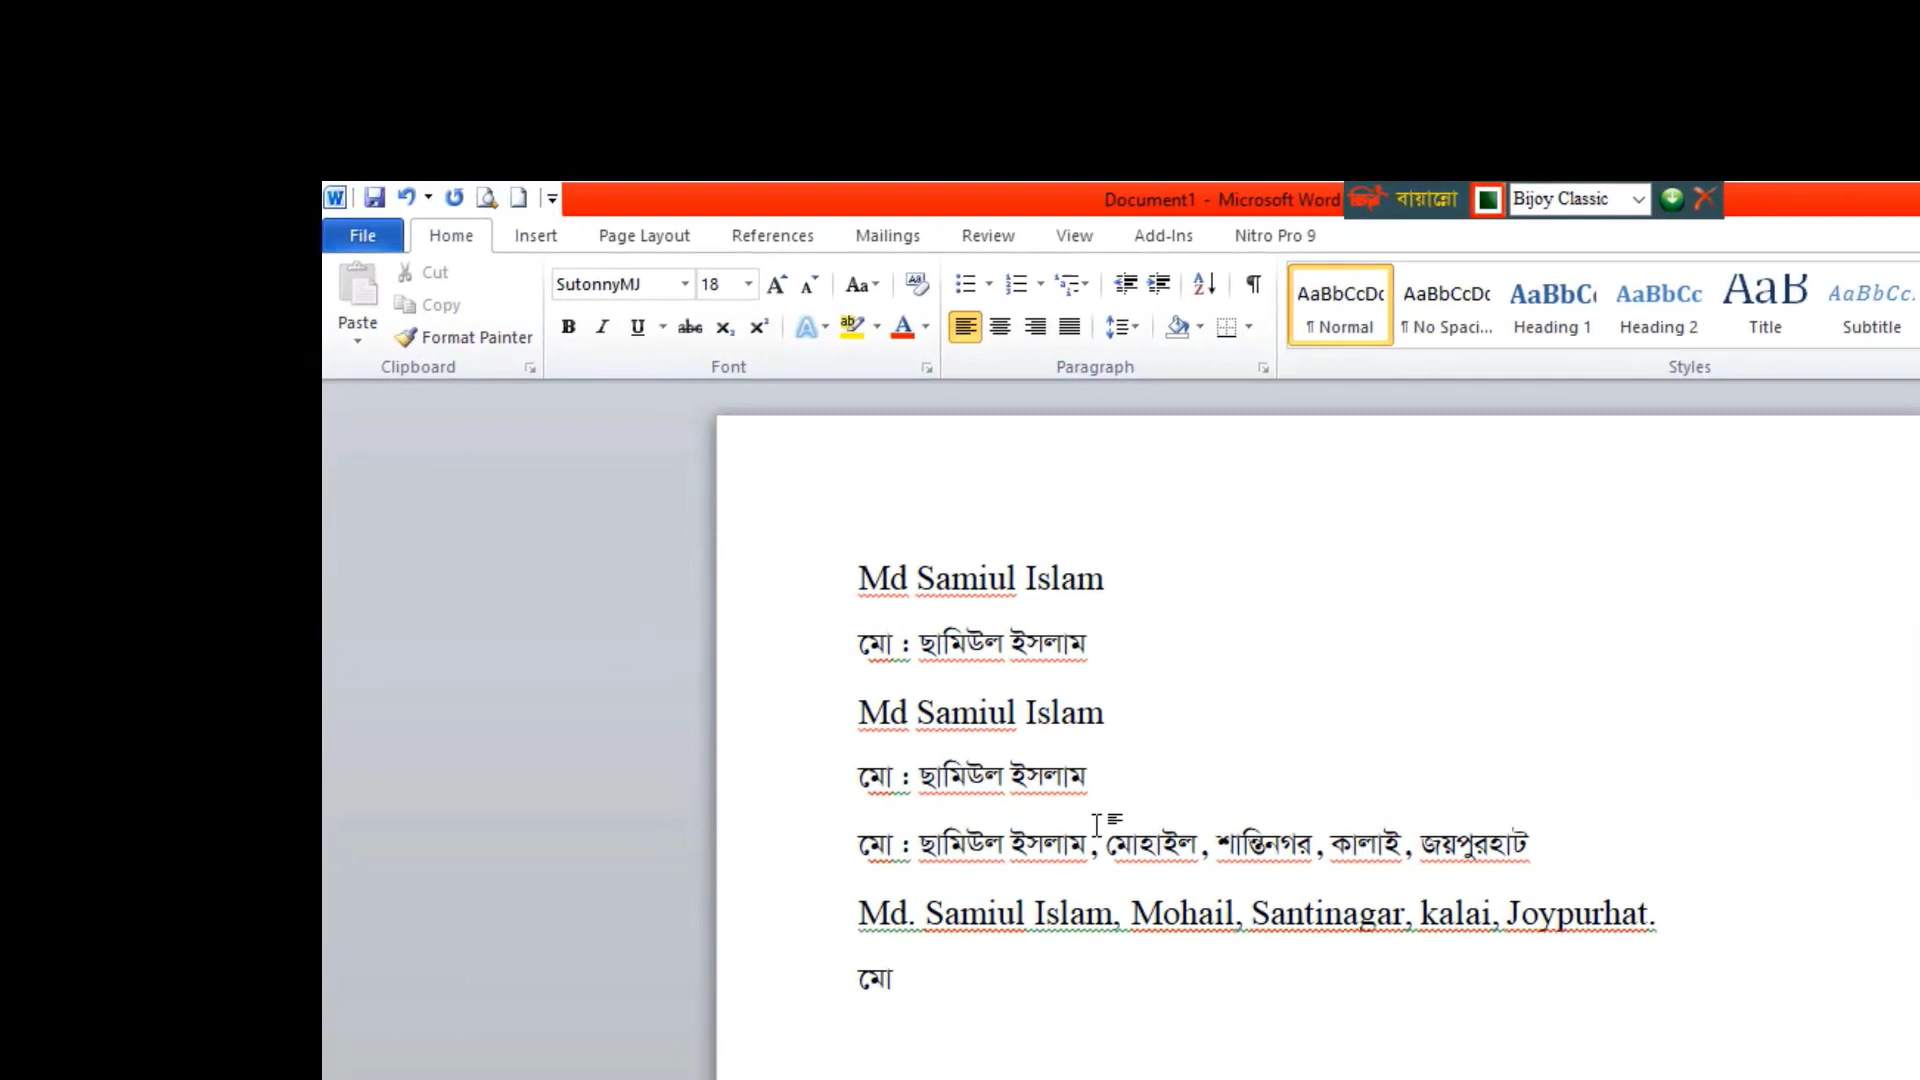 Document1 - Microsoft Word বায়ান্নো Bijoy Classic
File Home Insert Page Layout References Mailings Review View Add-Ins Nitro Pro 9
Cut
Copy
Paste
Format Painter
Clipboard
SutonnyMJ 18
Font
Paragraph
AaBbCcDc AaBbCcDc AaBbC AaBbCc AaB AaBbCc.
¶ Normal ¶ No Spaci... Heading 1 Heading 2 Title Subtitle
Styles
Md Samiul Islam
মো : ছামিউল ইসলাম
Md Samiul Islam
মো : ছামিউল ইসলাম
মো : ছামিউল ইসলাম, মোহাইল, শান্তিনগর, কালাই, জয়পুরহাট
Md. Samiul Islam, Mohail, Santinagar, kalai, Joypurhat.
মো